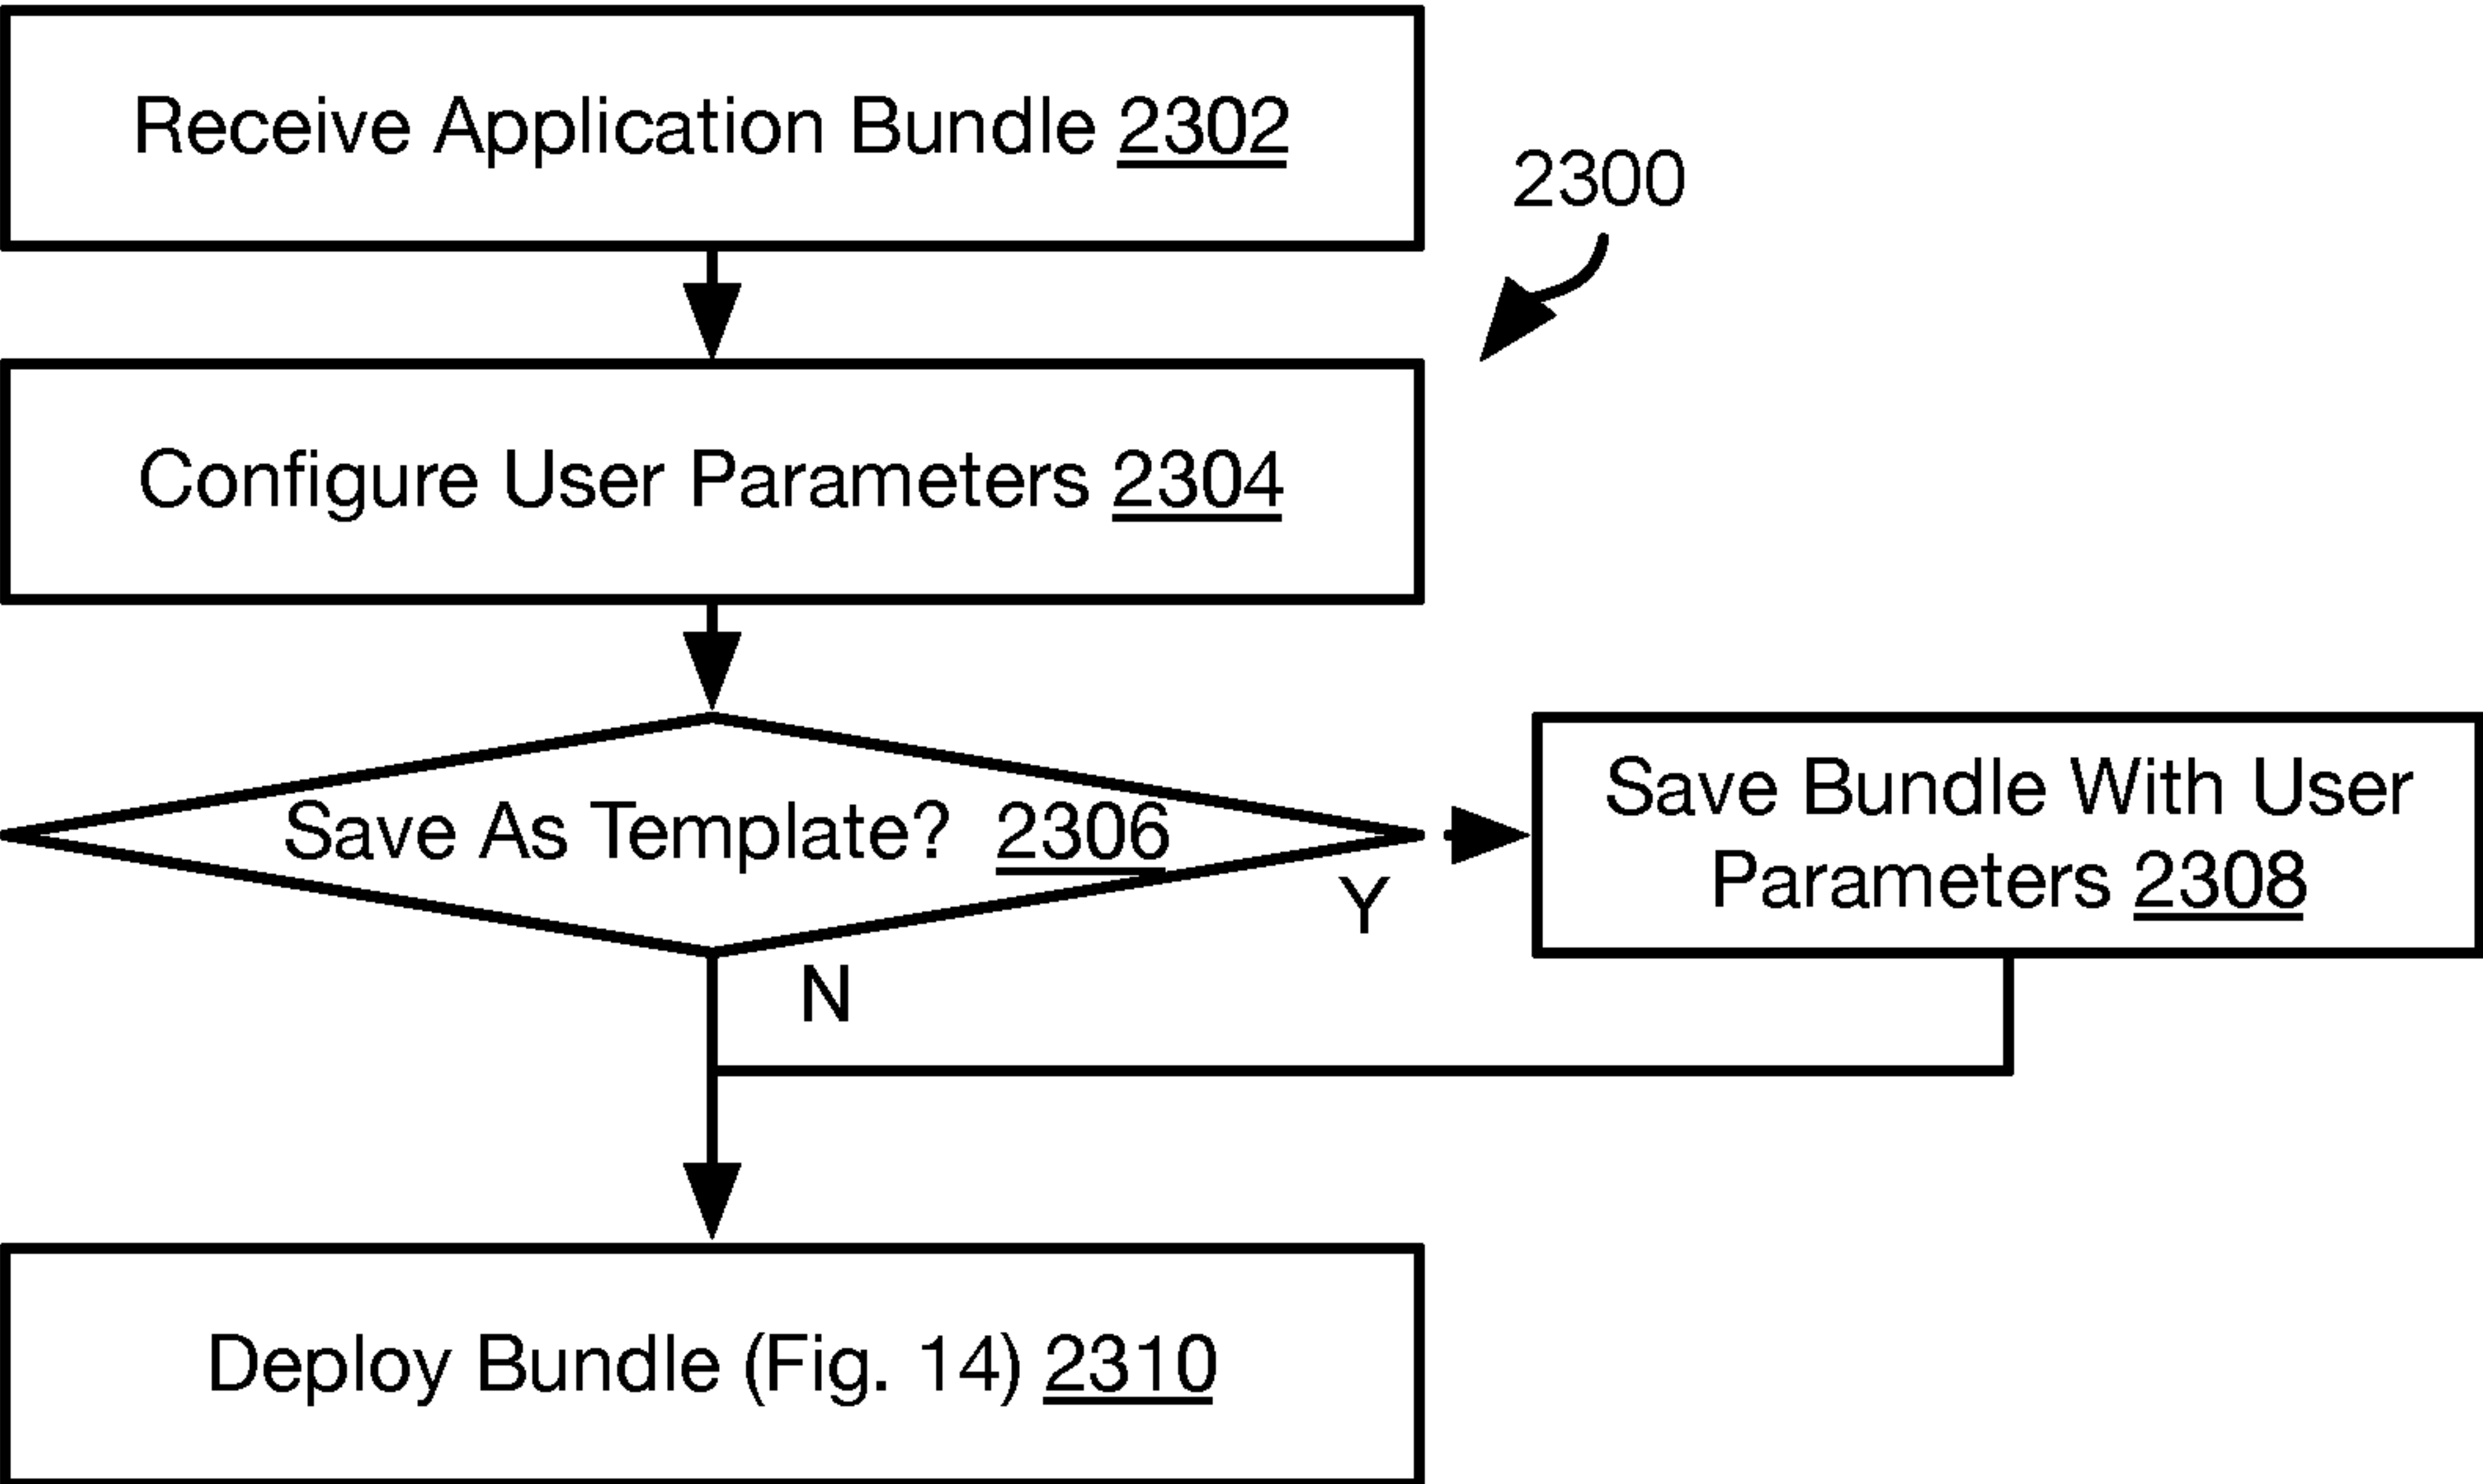 Receive Application Bundle 2302
2300
Configure User Parameters 2304
Save As Template? 2306
Y
N
Save Bundle With User
Parameters 2308
Deploy Bundle (Fig. 14) 2310